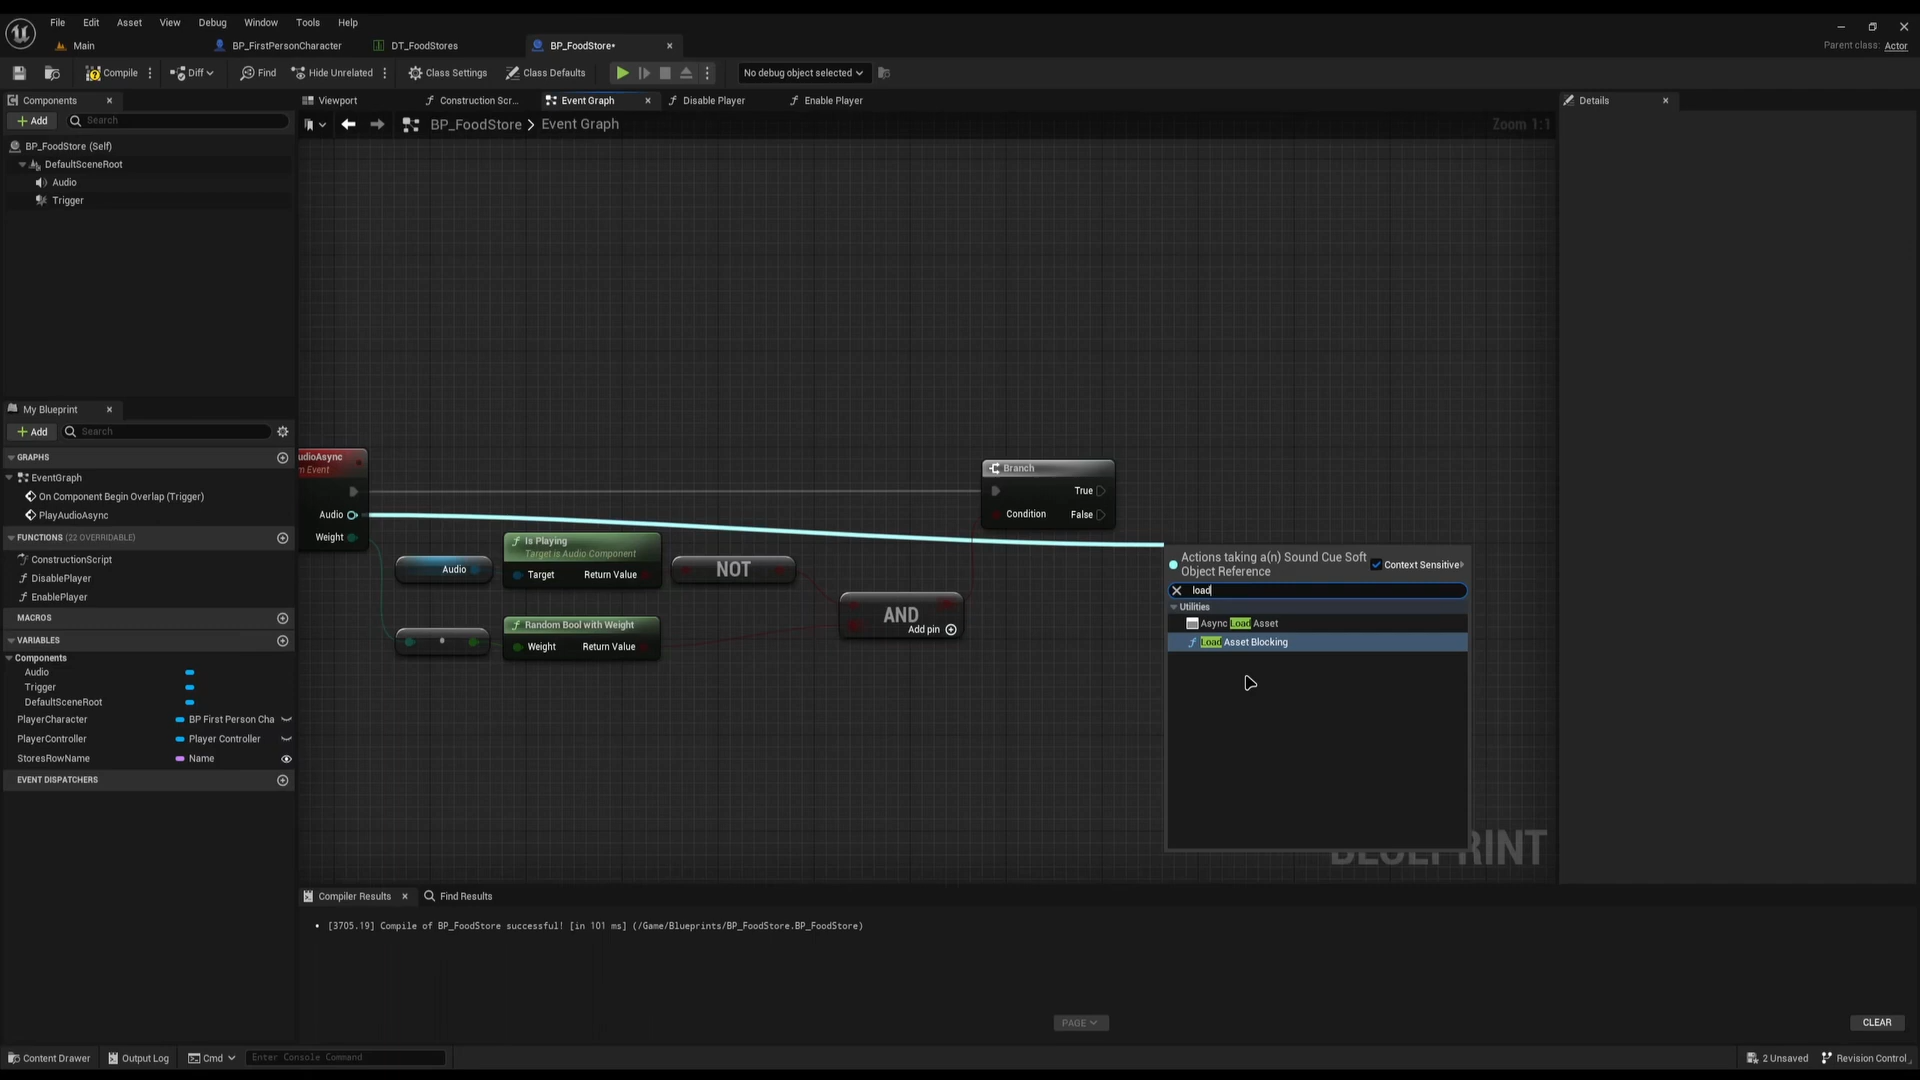 File Edit Asset View Debug Window Tools Help
Main BP_FirstPersonCharacter DT_FoodStores BP_FoodStore•
Parent class: Actor
Compile Diff Find Hide Unrelated Class Settings Class Defaults No debug object selected
Components
Add Search
BP_FoodStore (Self)
DefaultSceneRoot
Audio
Trigger
Viewport Construction Scr... Event Graph Disable Player Enable Player
BP_FoodStore > Event Graph
Zoom 1:1
Details
My Blueprint
Add Search
GRAPHS
EventGraph
On Component Begin Overlap (Trigger)
PlayAudioAsync
FUNCTIONS (22 OVERRIDABLE)
ConstructionScript
DisablePlayer
EnablePlayer
MACROS
VARIABLES
Components
Audio
Trigger
DefaultSceneRoot
PlayerCharacter BP First Person Cha
PlayerController Player Controller
StoresRowName Name
EVENT DISPATCHERS
udioAsync
m Event
Audio
Weight
Audio
Is Playing
Target is Audio Component
Target Return Value
NOT
Random Bool with Weight
Weight Return Value
AND
Add pin
Branch
True
Condition False
Actions taking a(n) Sound Cue Soft
Object Reference
Context Sensitive
load
Utilities
Async Load Asset
Load Asset Blocking
RINT
Compiler Results Find Results
• [3705.19] Compile of BP_FoodStore successful! [in 101 ms] (/Game/Blueprints/BP_FoodStore.BP_FoodStore)
PAGE
CLEAR
Content Drawer Output Log Cmd Enter Console Command
2 Unsaved Revision Control